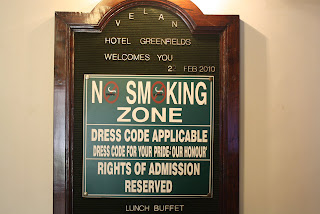 VELAN
HOTEL GREENFIELDS
WELCOMES YOU
2 FEB 2010
NO SMOKING
ZONE
DRESS CODE APPLICABLE
DRESS CODE FOR YOUR PRIDE-OUR HONOUR'
RIGHTS OF ADMISSION
RESERVED
LUNCH BUFFET